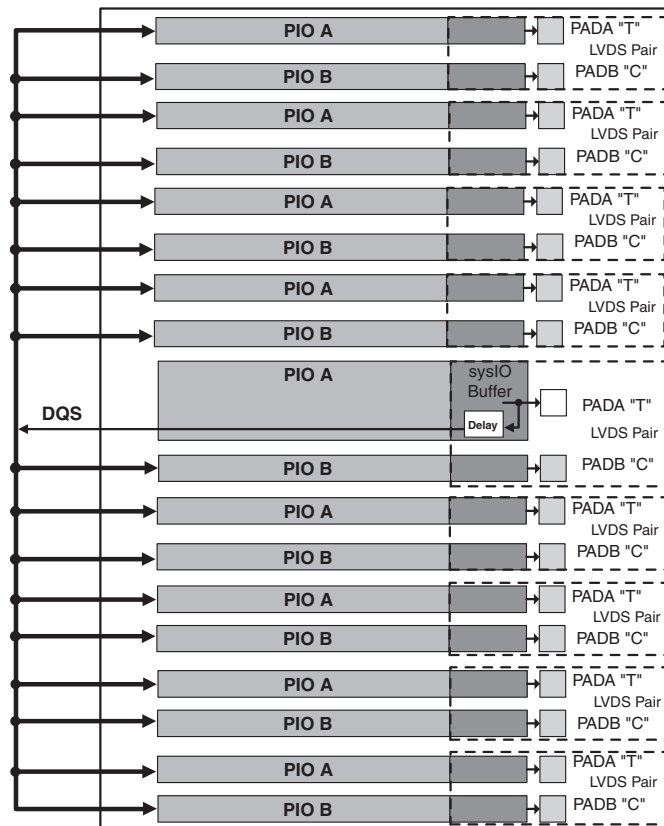 PIO A PADA "T"
LVDS Pair
PIO B PADB "C"
PIO A PADA "T"
LVDS Pair
PIO B PADB "C"
PIO A PADA "T"
LVDS Pair
PIO B PADB "C"
PIO A PADA "T"
LVDS Pair
PIO B PADB "C"
PIO A sysIO
Buffer
PADA "T"
DQS Delay
LVDS Pair
PIO B PADB "C"
PIO A PADA "T"
LVDS Pair
PIO B PADB "C"
PIO A PADA "T"
LVDS Pair
PIO B PADB "C"
PIO A PADA "T"
LVDS Pair
PIO B PADB "C"
PIO A PADA "T"
LVDS Pair
PIO B PADB "C"